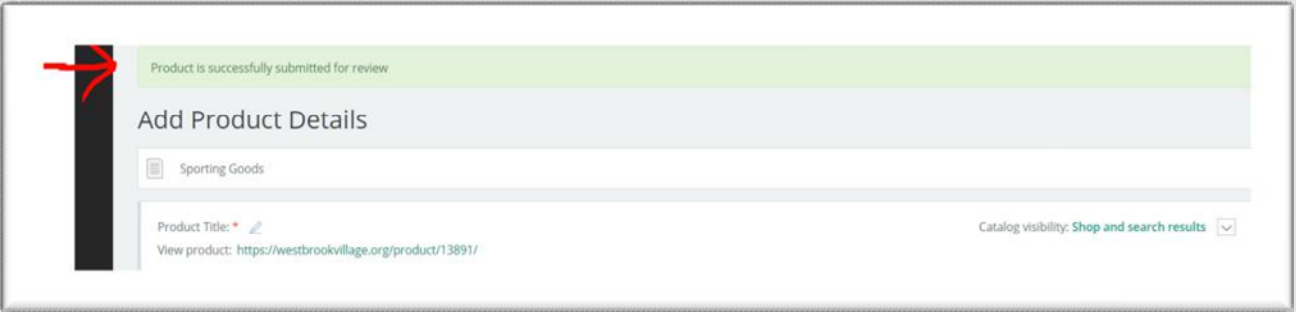 Product is successfully submitted for review
Add Product Details
Sporting Goods
Product Title: *
Catalog visibility: Shop and search results
View product: https://westbrookvillage.org/product/13891/